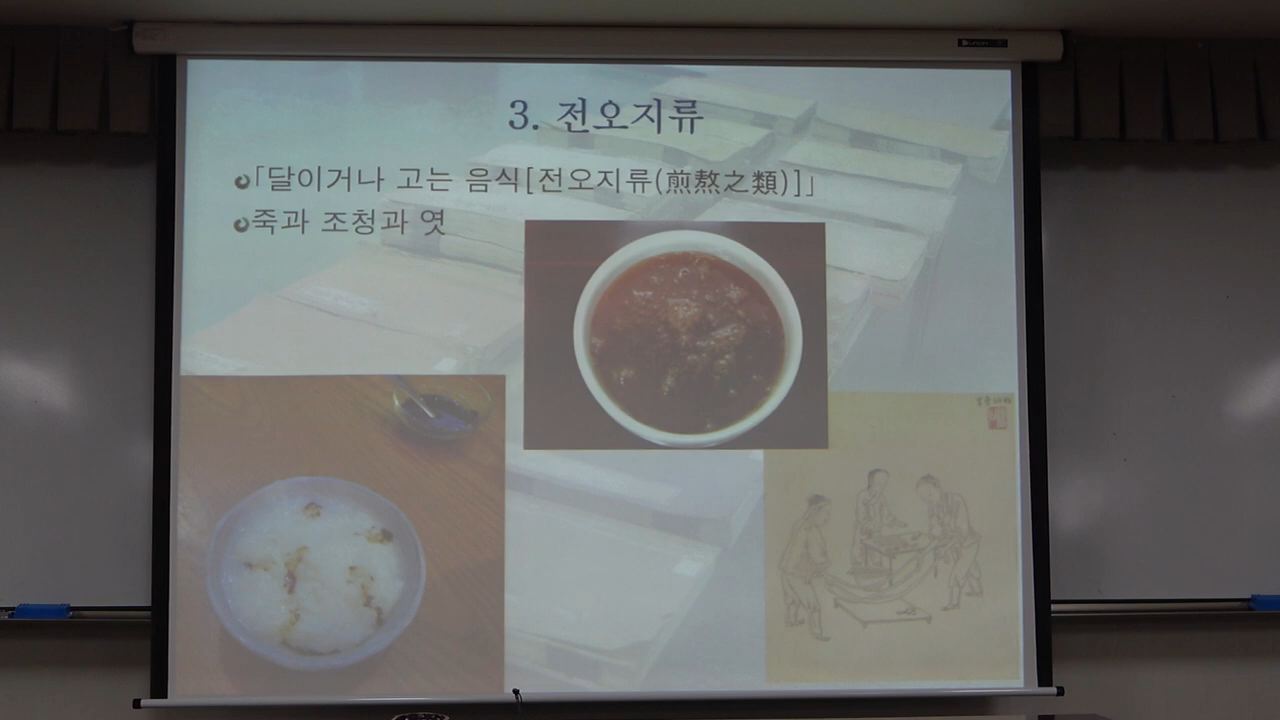 3. 전오지류
「달이거나 고는 음식[전오지류(煎熬之類)]」
죽과 조청과 엿